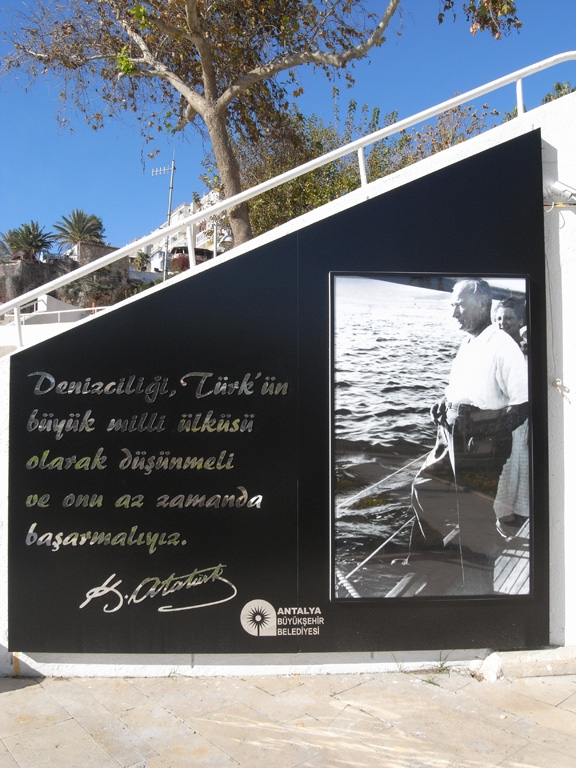 Denizciliği, Türk'ün
büyük milli ülküsü
olarak düşünmeli
ve onu az zamanda
başarmalıyız.
K. Atatürk
ANTALYA
BÜYÜKŞEHİR
BELEDİYESİ